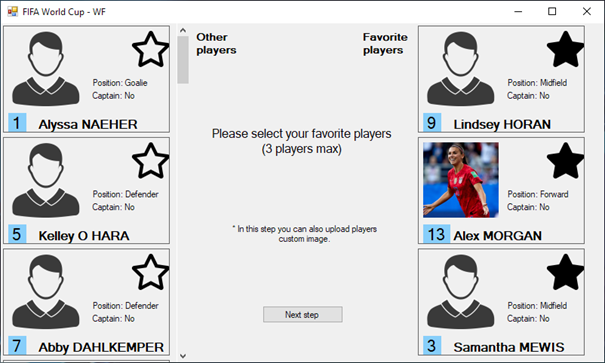 FIFA World Cup - WF
Other
players
Favorite
players
Position: Goalie
Captain: No
1 Alyssa NAEHER
Position: Defender
Captain: No
5 Kelley O HARA
Position: Defender
Captain: No
7 Abby DAHLKEMPER
Please select your favorite players
(3 players max)
* In this step you can also upload players
custom image.
Next step
Position: Midfield
Captain: No
9 Lindsey HORAN
Position: Forward
Captain: No
13 Alex MORGAN
Position: Midfield
Captain: No
3 Samantha MEWIS